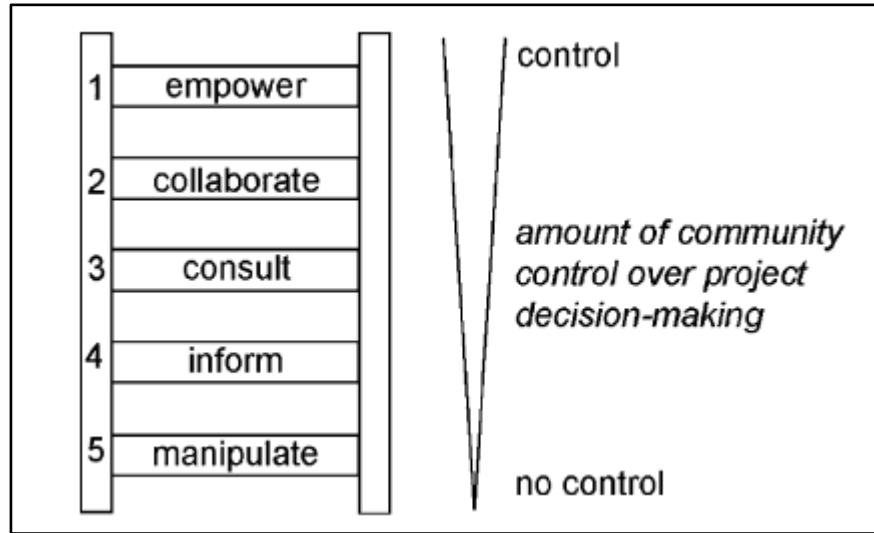 1 empower
2 collaborate
3 consult
4 inform
5 manipulate
control
amount of community
control over project
decision-making
no control